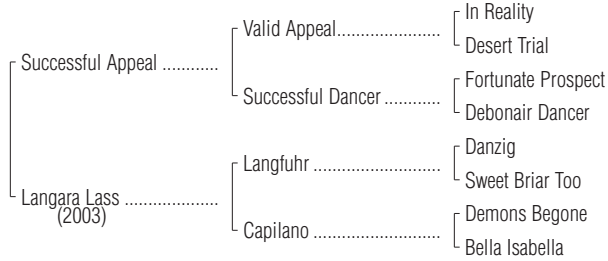 In Reality
Valid Appeal..................
Desert Trial
Successful Appeal ............
Fortunate Prospect
Successful Dancer ............
Debonair Dancer
Danzig
Langfuhr ...........................
Sweet Briar Too
Langara Lass ....................
(2003)
Demons Begone
Capilano ...........................
Bella Isabella